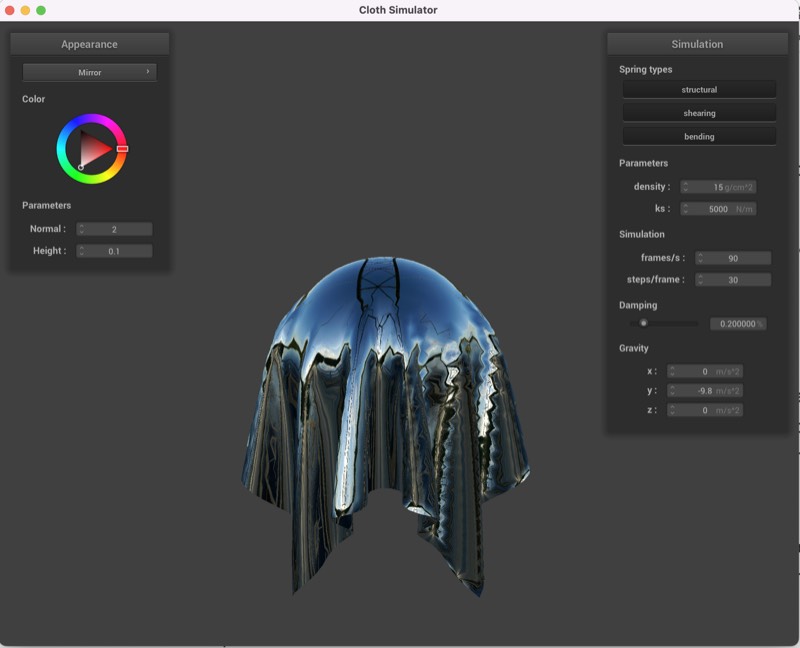 Cloth Simulator
Appearance
Mirror
Color
Parameters
Normal : 2
Height : 0.1
Simulation
Spring types
structural
shearing
bending
Parameters
density : 15 g/cm^2
ks : 5000 N/m
Simulation
frames/s : 90
steps/frame : 30
Damping
0.200000 %
Gravity
x : 0 m/s^2
y : -9.8 m/s^2
z : 0 m/s^2